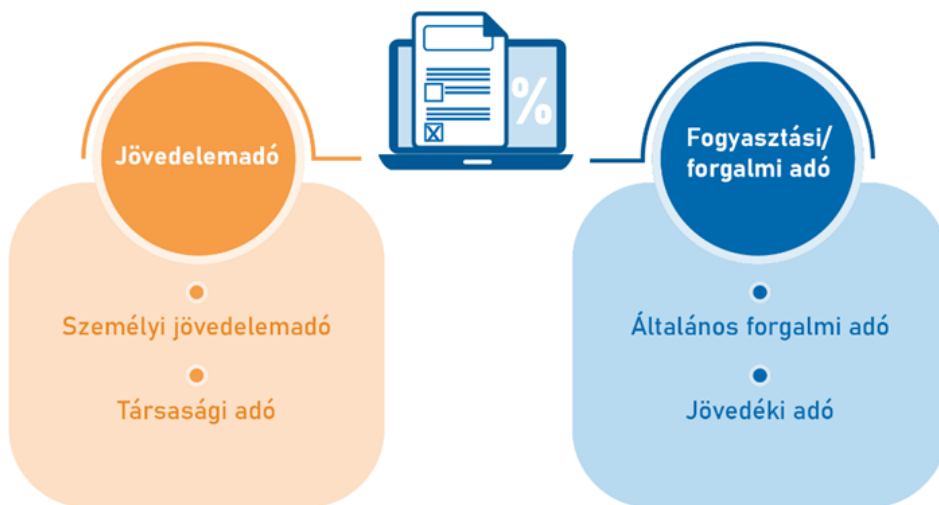 Jövedelemadó
Személyi jövedelemadó
Társasági adó
%
Fogyasztási/
forgalmi adó
Általános forgalmi adó
Jövedéki adó